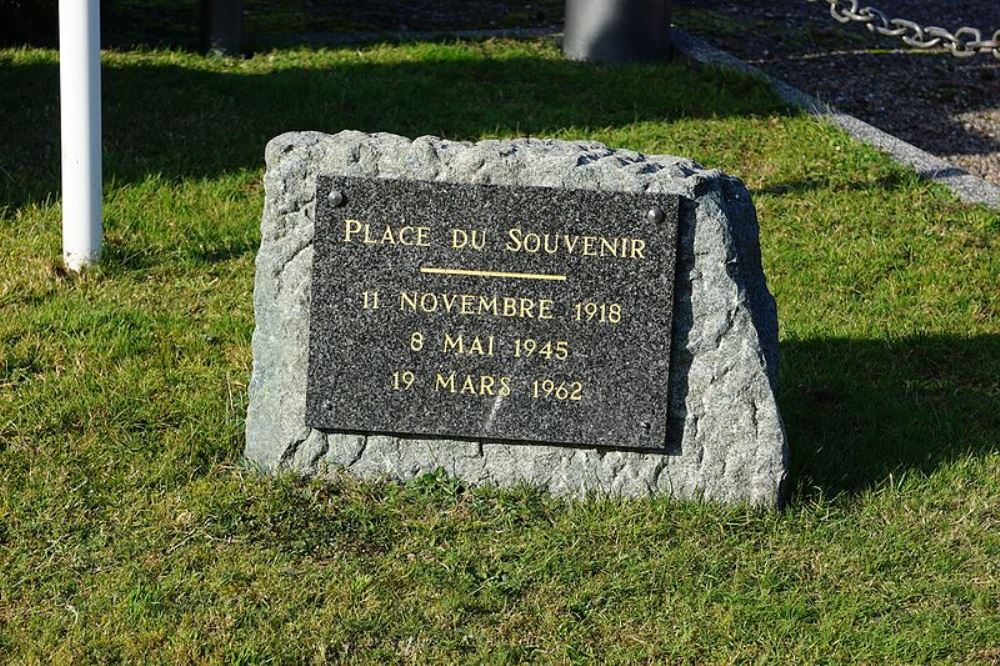 Place du Souvenir
11 novembre 1918
8 mai 1945
19 mars 1962